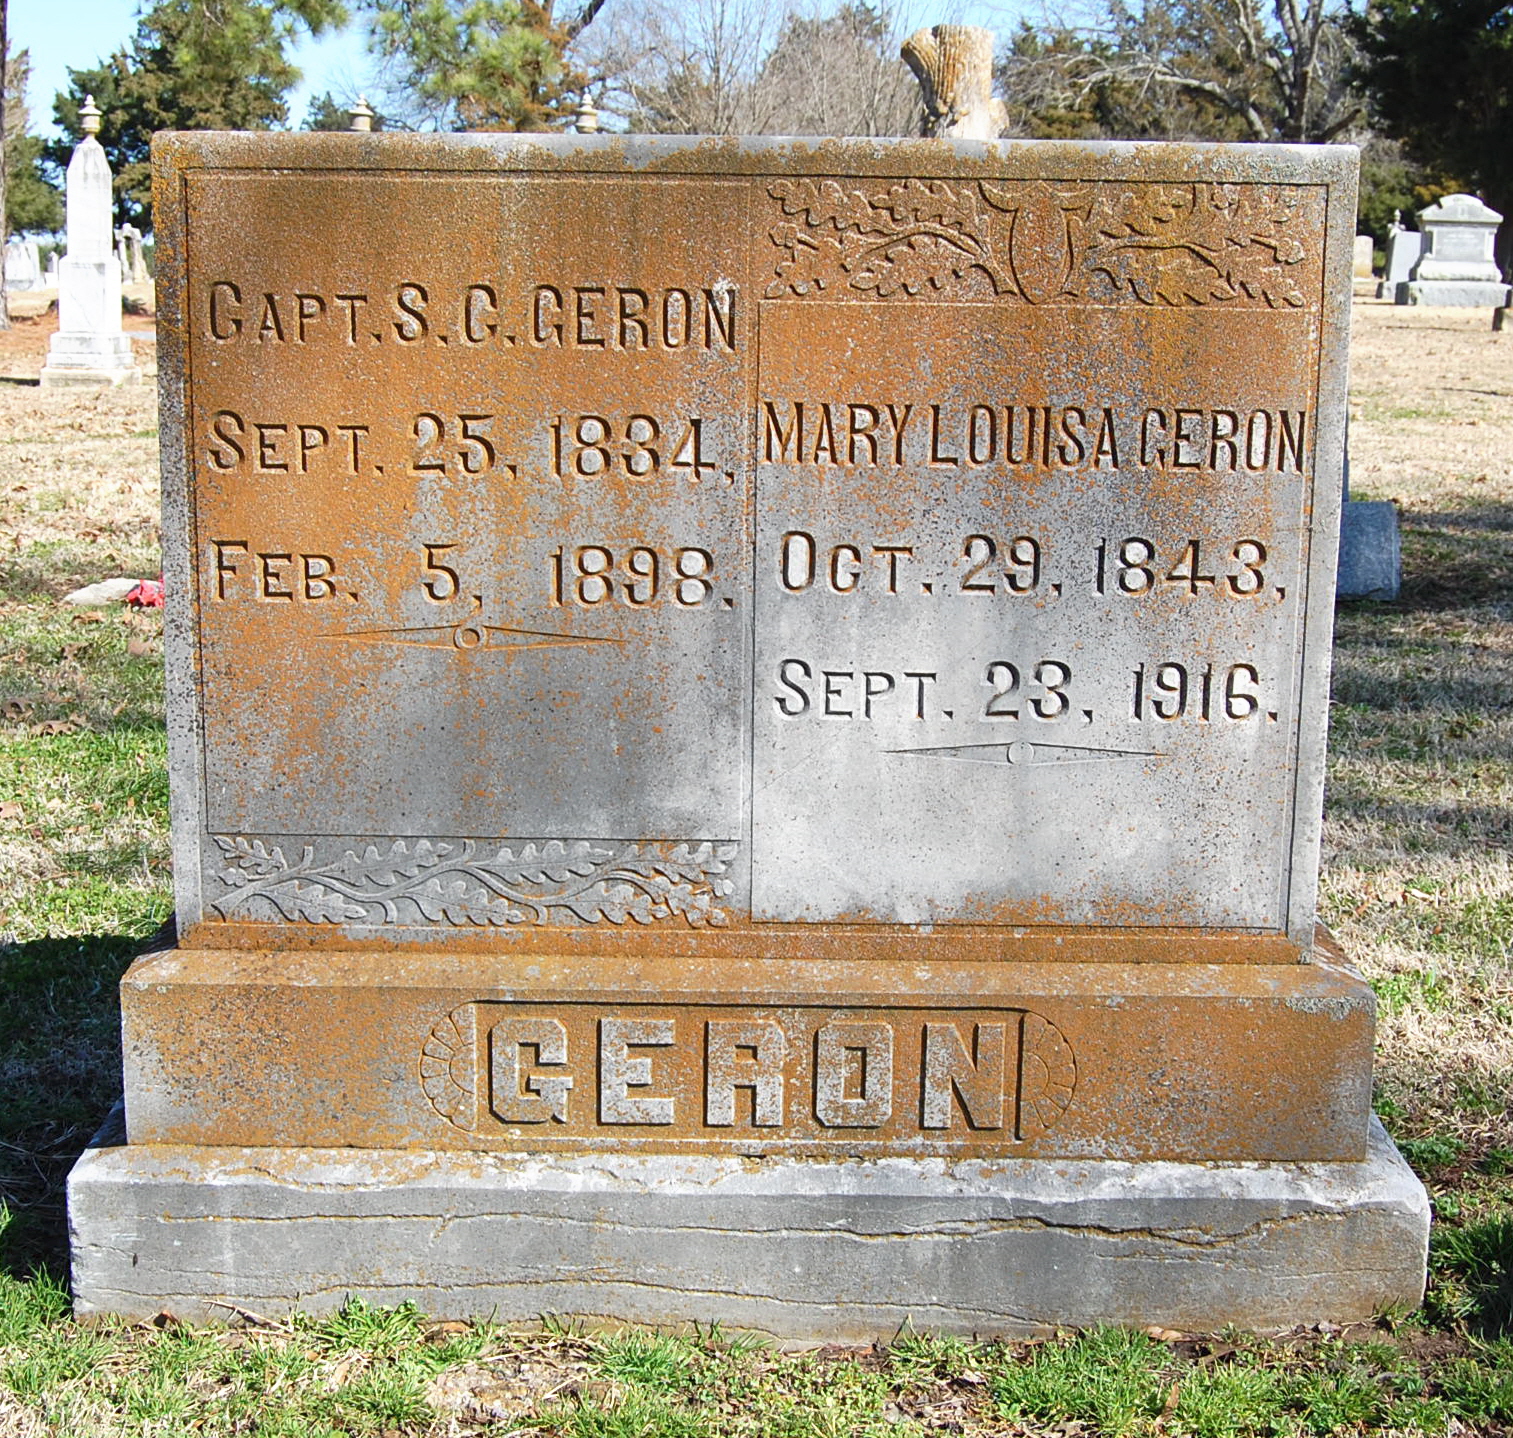 CAPT. S. C. GERON
SEPT. 25, 1834,
FEB. 5, 1898.
MARY LOUISA GERON
OCT. 29, 1843,
SEPT. 23, 1916.
GERON